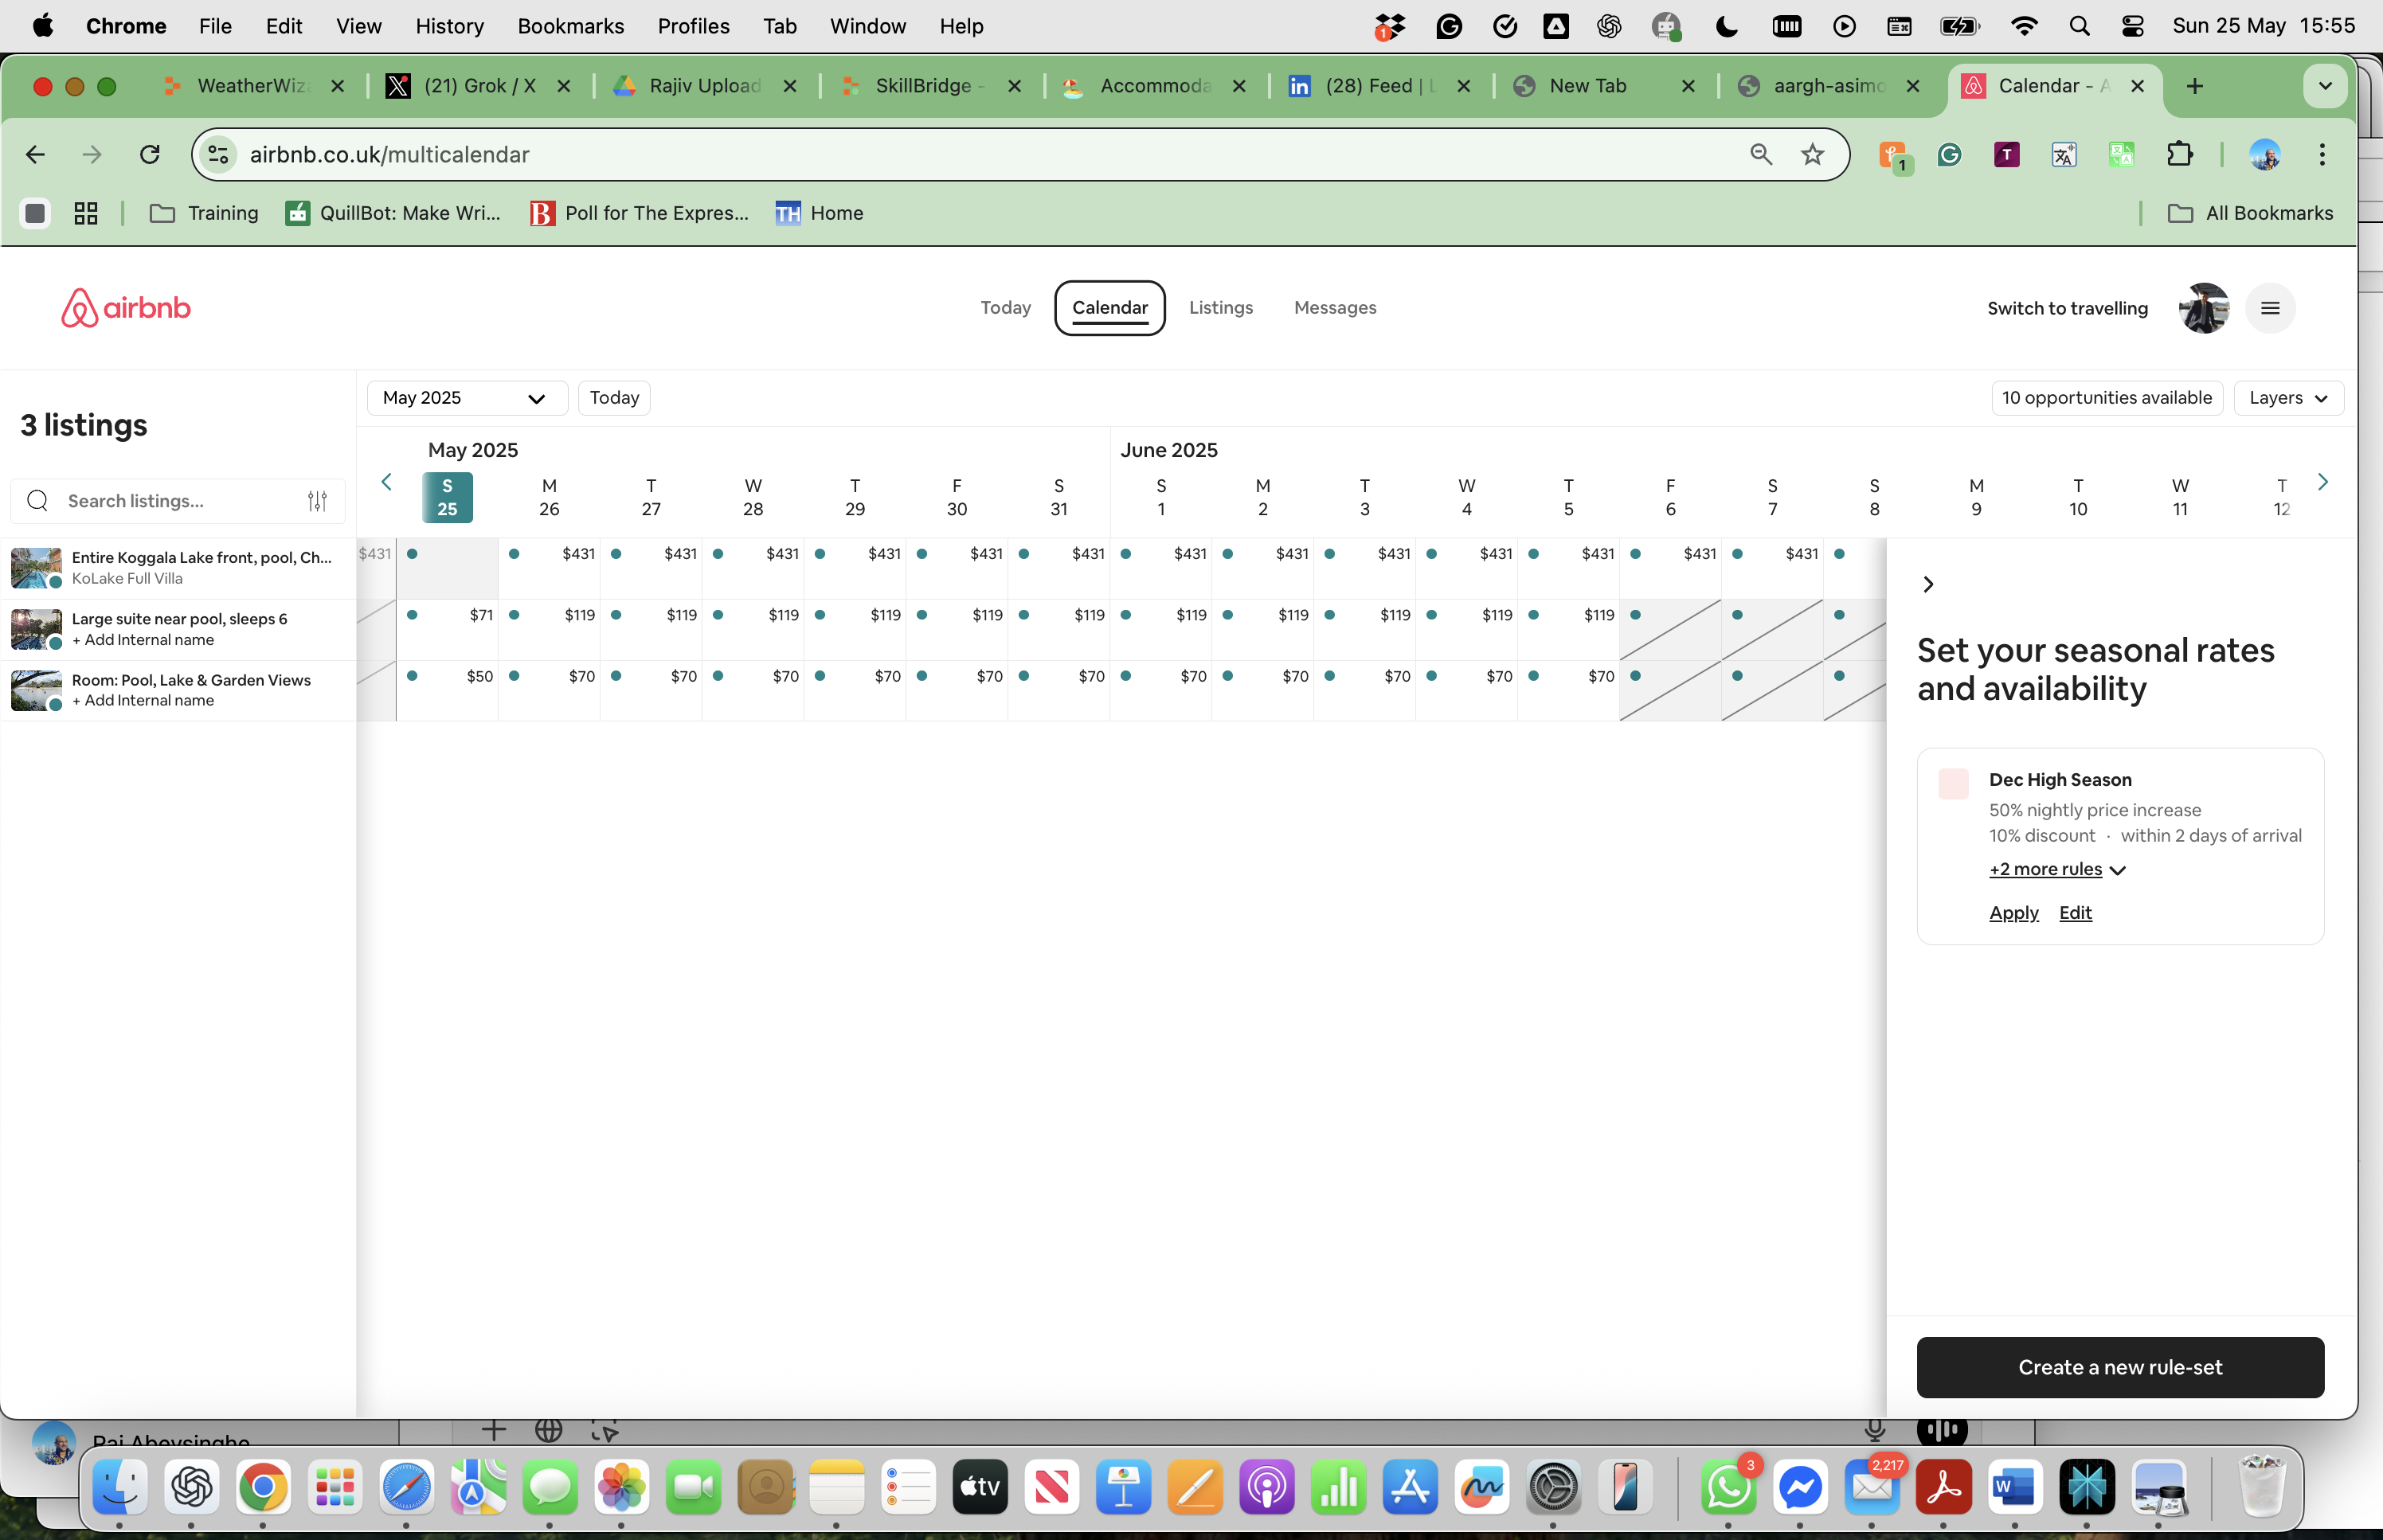 Chrome File Edit View History Bookmarks Profiles Tab Window Help 1 Sun 25 May 15:55
WeatherWiza (21) Grok / X Rajiv Upload SkillBridge - Accommoda (28) Feed | L New Tab aargh-asimo Calendar - A
airbnb.co.uk/multicalendar 1
Training QuillBot: Make Wri... Poll for The Expres... TH Home All Bookmarks
airbnb Today Calendar Listings Messages Switch to travelling
3 listings May 2025 Today 10 opportunities available Layers
May 2025 June 2025
S M T W T F S S M T W T F S S M T W T
25 26 27 28 29 30 31 1 2 3 4 5 6 7 8 9 10 11 12
Search listings...
Entire Koggala Lake front, pool, Ch... $431 $431 $431 $431 $431 $431 $431 $431 $431 $431 $431 $431 $431 $431
KoLake Full Villa
Large suite near pool, sleeps 6 $71 $119 $119 $119 $119 $119 $119 $119 $119 $119 $119 $119
+ Add Internal name
Room: Pool, Lake & Garden Views $50 $70 $70 $70 $70 $70 $70 $70 $70 $70 $70 $70
+ Add Internal name
Set your seasonal rates
and availability
Dec High Season
50% nightly price increase
10% discount · within 2 days of arrival
+2 more rules
Apply Edit
Create a new rule-set
Raj Abeysinghe
tv 3 2,217 W